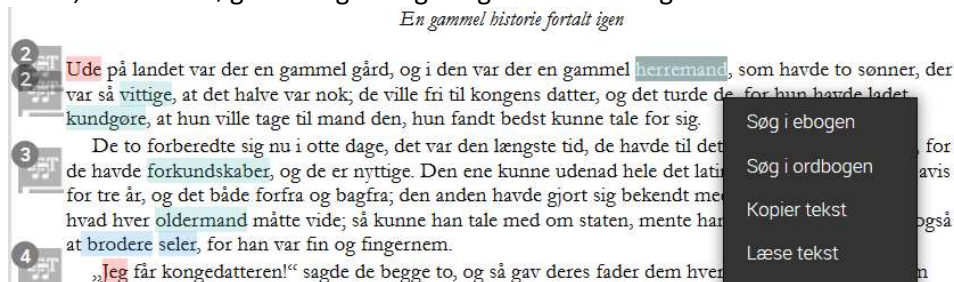 En gammel historie fortalt igen
2
2
Ude på landet var der en gammel gård, og i den var der en gammel herremand, som havde to sønner, der
var så vittige, at det halve var nok; de ville fri til kongens datter, og det turde de, for hun havde ladet
kundgøre, at hun ville tage til mand den, hun fandt bedst kunne tale for sig.
Søg i ebogen
3
De to forberedte sig nu i otte dage, det var den længste tid, de havde til det, for
de havde forkundskaber, og de er nyttige. Den ene kunne udenad hele det avis
Søg i ordbogen
for tre år, og det både forfra og bagfra; den anden havde gjort sig bekendt
hvad hver oldermand måtte vide; så kunne han tale med om staten, mente også
Kopier tekst
at brodere seler, for han var fin og fingernem.
Læse tekst
4
„Jeg får kongedatteren!“ sagde de begge to, og så gav deres fader dem hver